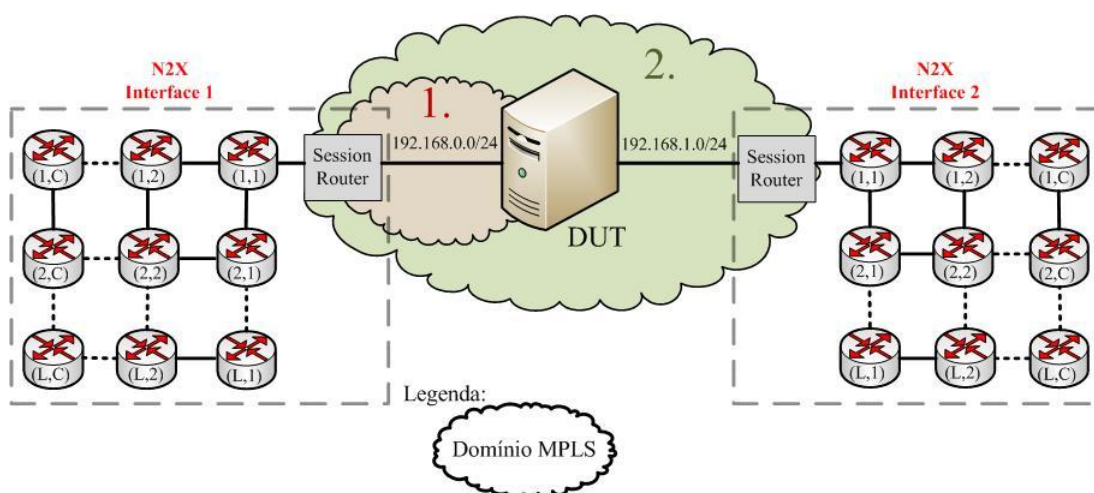 N2X
Interface 1
N2X
Interface 2
1.
2.
192.168.0.0/24
192.168.1.0/24
Session
Router
Session
Router
DUT
(1,C)
(1,2)
(1,1)
(2,C)
(2,2)
(2,1)
(L,C)
(L,2)
(L,1)
(1,1)
(1,2)
(1,C)
(2,1)
(2,2)
(2,C)
(L,1)
(L,2)
(L,C)
Legenda:
Domínio MPLS